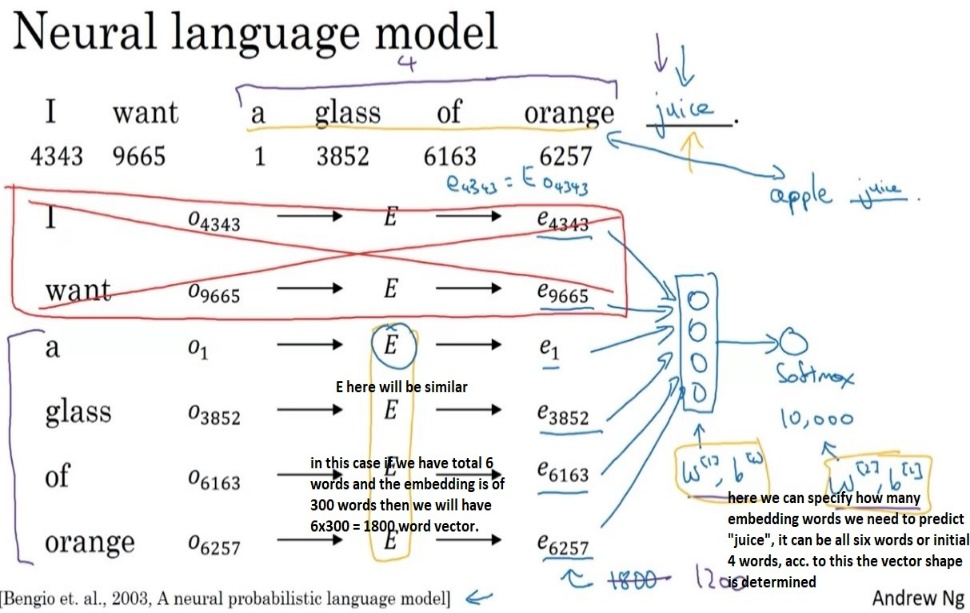 Neural language model
4
I want a glass of orange juice.
4343 9665 1 3852 6163 6257
e4343 = E o4343
apple juice.
I o4343 → E → e4343
want o9665 → E → e9665
a o1 → E → e1
E here will be similar
glass o3852 → E → e3852
of o6163 → E → e6163
orange o6257 → E → e6257
in this case if we have total 6
words and the embedding is of
300 words then we will have
6x300 = 1800 word vector.
Softmax
10,000
W[1], b[1]
W[2], b[2]
here we can specify how many
embedding words we need to predict
"juice", it can be all six words or initial
4 words, acc. to this the vector shape
is determined
1800 1200
[Bengio et. al., 2003, A neural probabilistic language model] ←
Andrew Ng